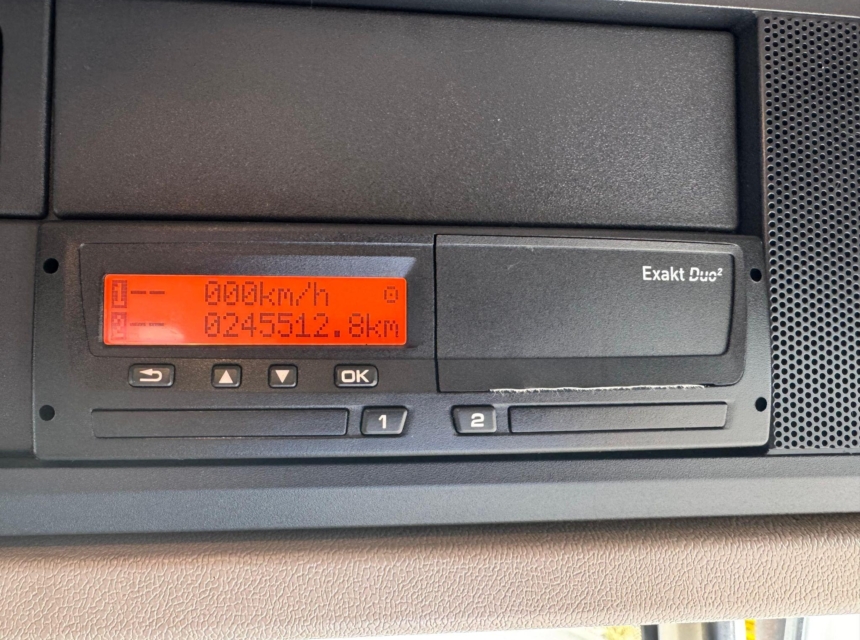 Exakt Duo²
1-- 000km/h
2-- 0245512.8km
OK
1
2